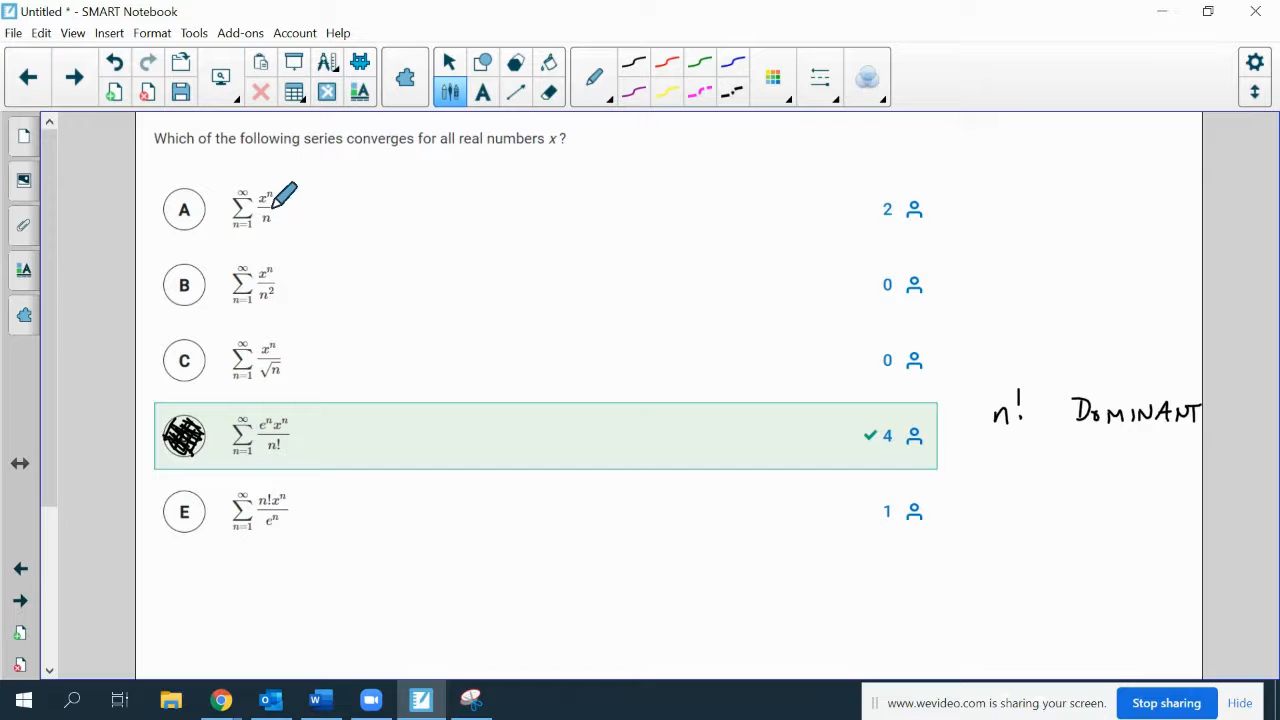 Untitled * - SMART Notebook
File Edit View Insert Format Tools Add-ons Account Help
Which of the following series converges for all real numbers x ?
A ∑_{n=1}^{∞} x^n/n 2
B ∑_{n=1}^{∞} x^n/n^2 0
C ∑_{n=1}^{∞} x^n/√n 0
∑_{n=1}^{∞} e^n x^n/n! 4
n! DOMINANT
E ∑_{n=1}^{∞} n!x^n/e^n 1
www.wevideo.com is sharing your screen. Stop sharing Hide